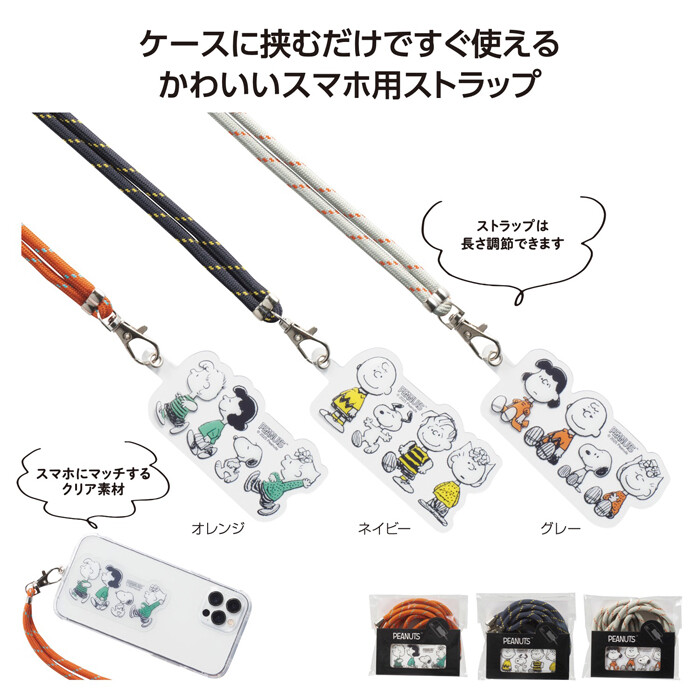 ケースに挟むだけですぐ使える
かわいいスマホ用ストラップ
ストラップは
長さ調節できます
PEANUTS
PEANUTS
PEANUTS
スマホにマッチする
クリア素材
オレンジ
ネイビー
グレー
PEANUTS
PEANUTS
PEANUTS